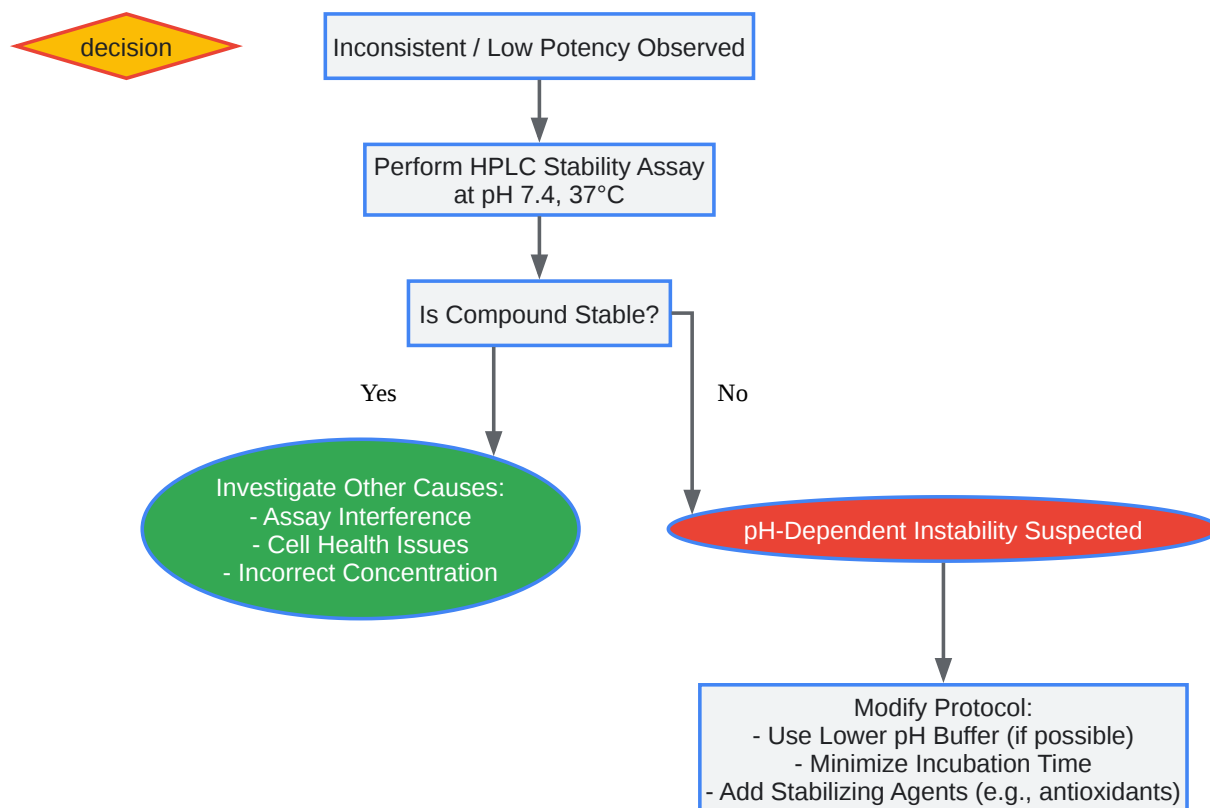 decision
Inconsistent / Low Potency Observed
Perform HPLC Stability Assay
at pH 7.4, 37°C
Is Compound Stable?
Yes
No
Investigate Other Causes:
- Assay Interference
- Cell Health Issues
- Incorrect Concentration
pH-Dependent Instability Suspected
Modify Protocol:
- Use Lower pH Buffer (if possible)
- Minimize Incubation Time
- Add Stabilizing Agents (e.g., antioxidants)